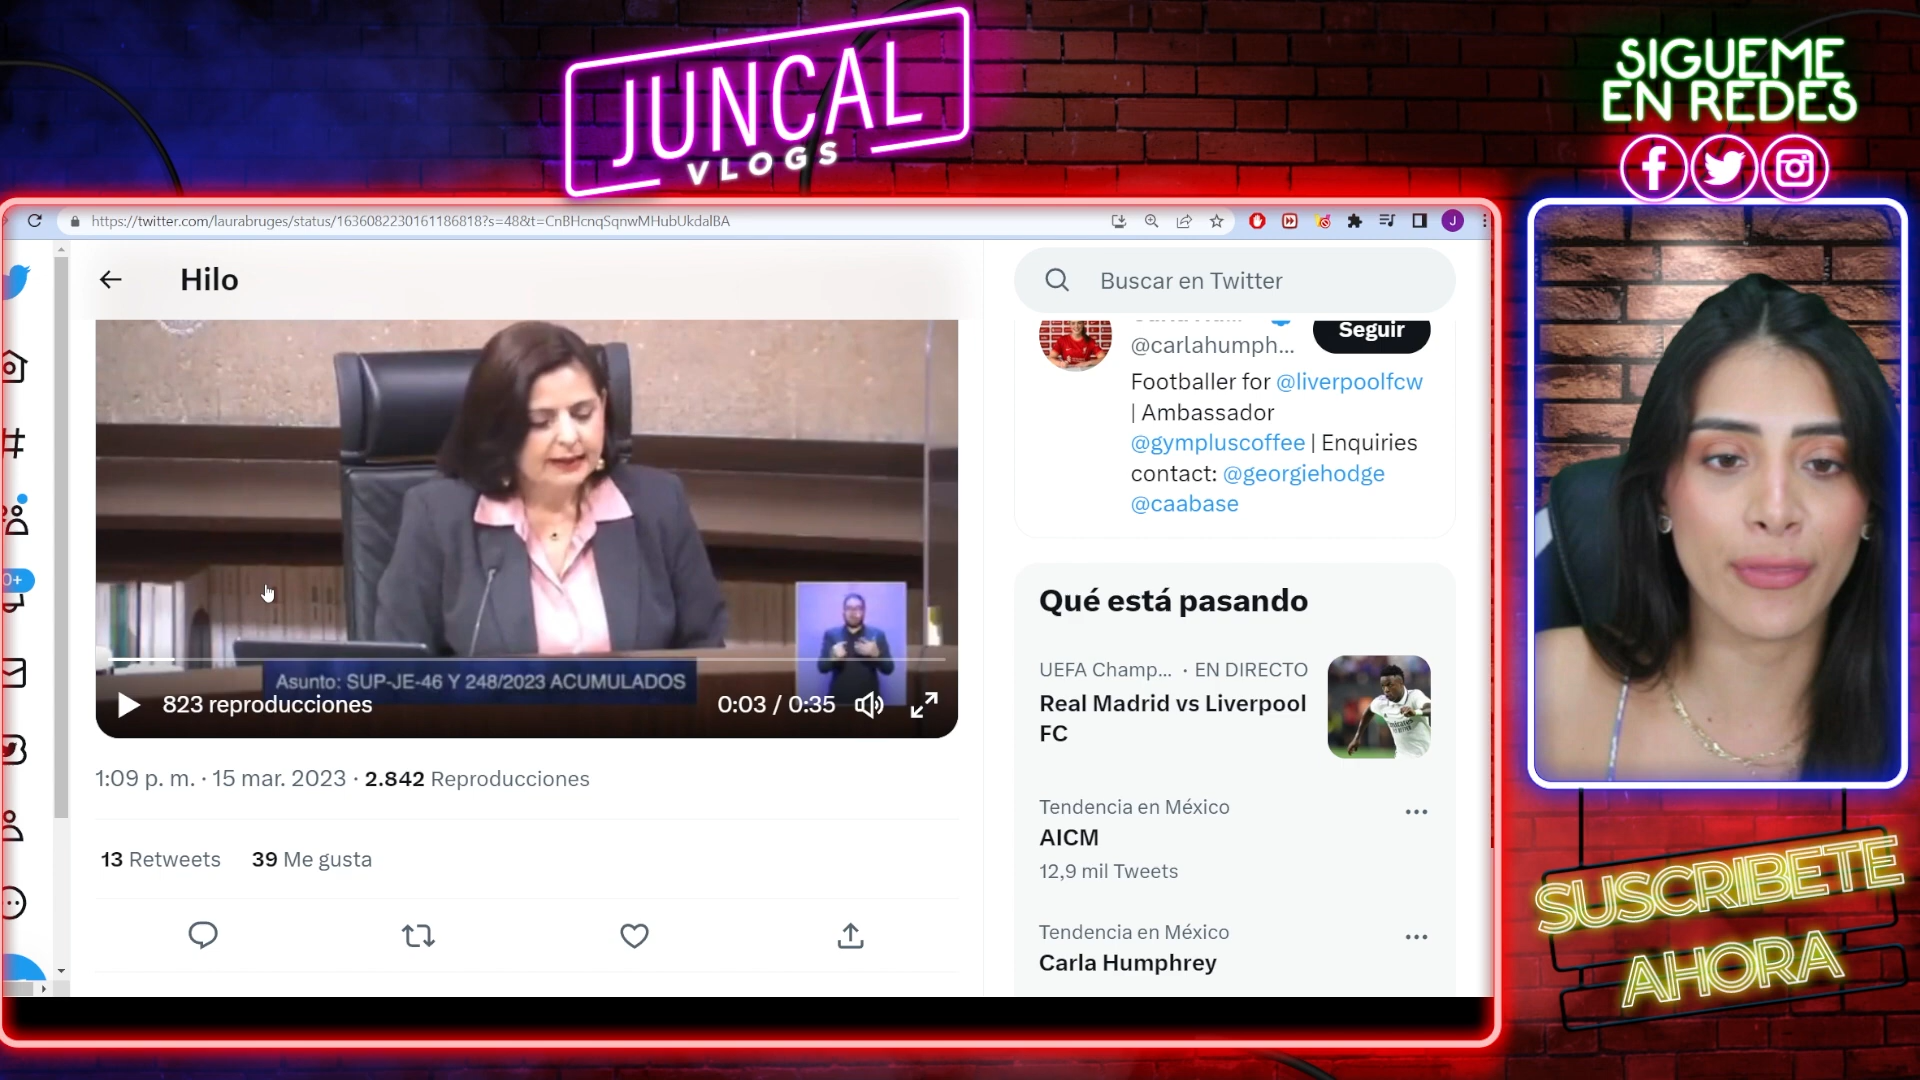 JUNCAL
VLOGS
SIGUEME
EN REDES
https://twitter.com/laurabruges/status/1636082230161186818?s=48&t=CnBHcnqSqnwMHubUkdalBA
J
Hilo
Buscar en Twitter
Seguir
@carlahumph...
Footballer for @liverpoolfcw
| Ambassador
@gympluscoffee | Enquiries
contact: @georgiehodge
@caabase
Asunto: SUP-JE-46 Y 248/2023 ACUMULADOS
823 reproducciones
0:03 / 0:35
1:09 p. m. · 15 mar. 2023 · 2.842 Reproducciones
13 Retweets 39 Me gusta
Qué está pasando
UEFA Champ... · EN DIRECTO
Real Madrid vs Liverpool
FC
Tendencia en México
AICM
12,9 mil Tweets
Tendencia en México
Carla Humphrey
SUSCRIBETE
AHORA